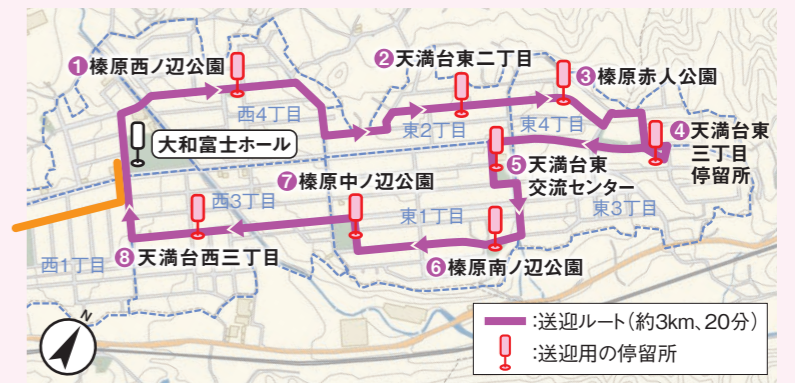 ❶榛原西ノ辺公園
❷天満台東二丁目
❸榛原赤人公園
西4丁目
東2丁目
東4丁目
大和富士ホール
❹天満台東
三丁目
停留所
❺天満台東
交流センター
❼榛原中ノ辺公園
西3丁目
東1丁目
東3丁目
西1丁目
❽天満台西三丁目
❻榛原南ノ辺公園
N
:送迎ルート(約3km、20分)
:送迎用の停留所